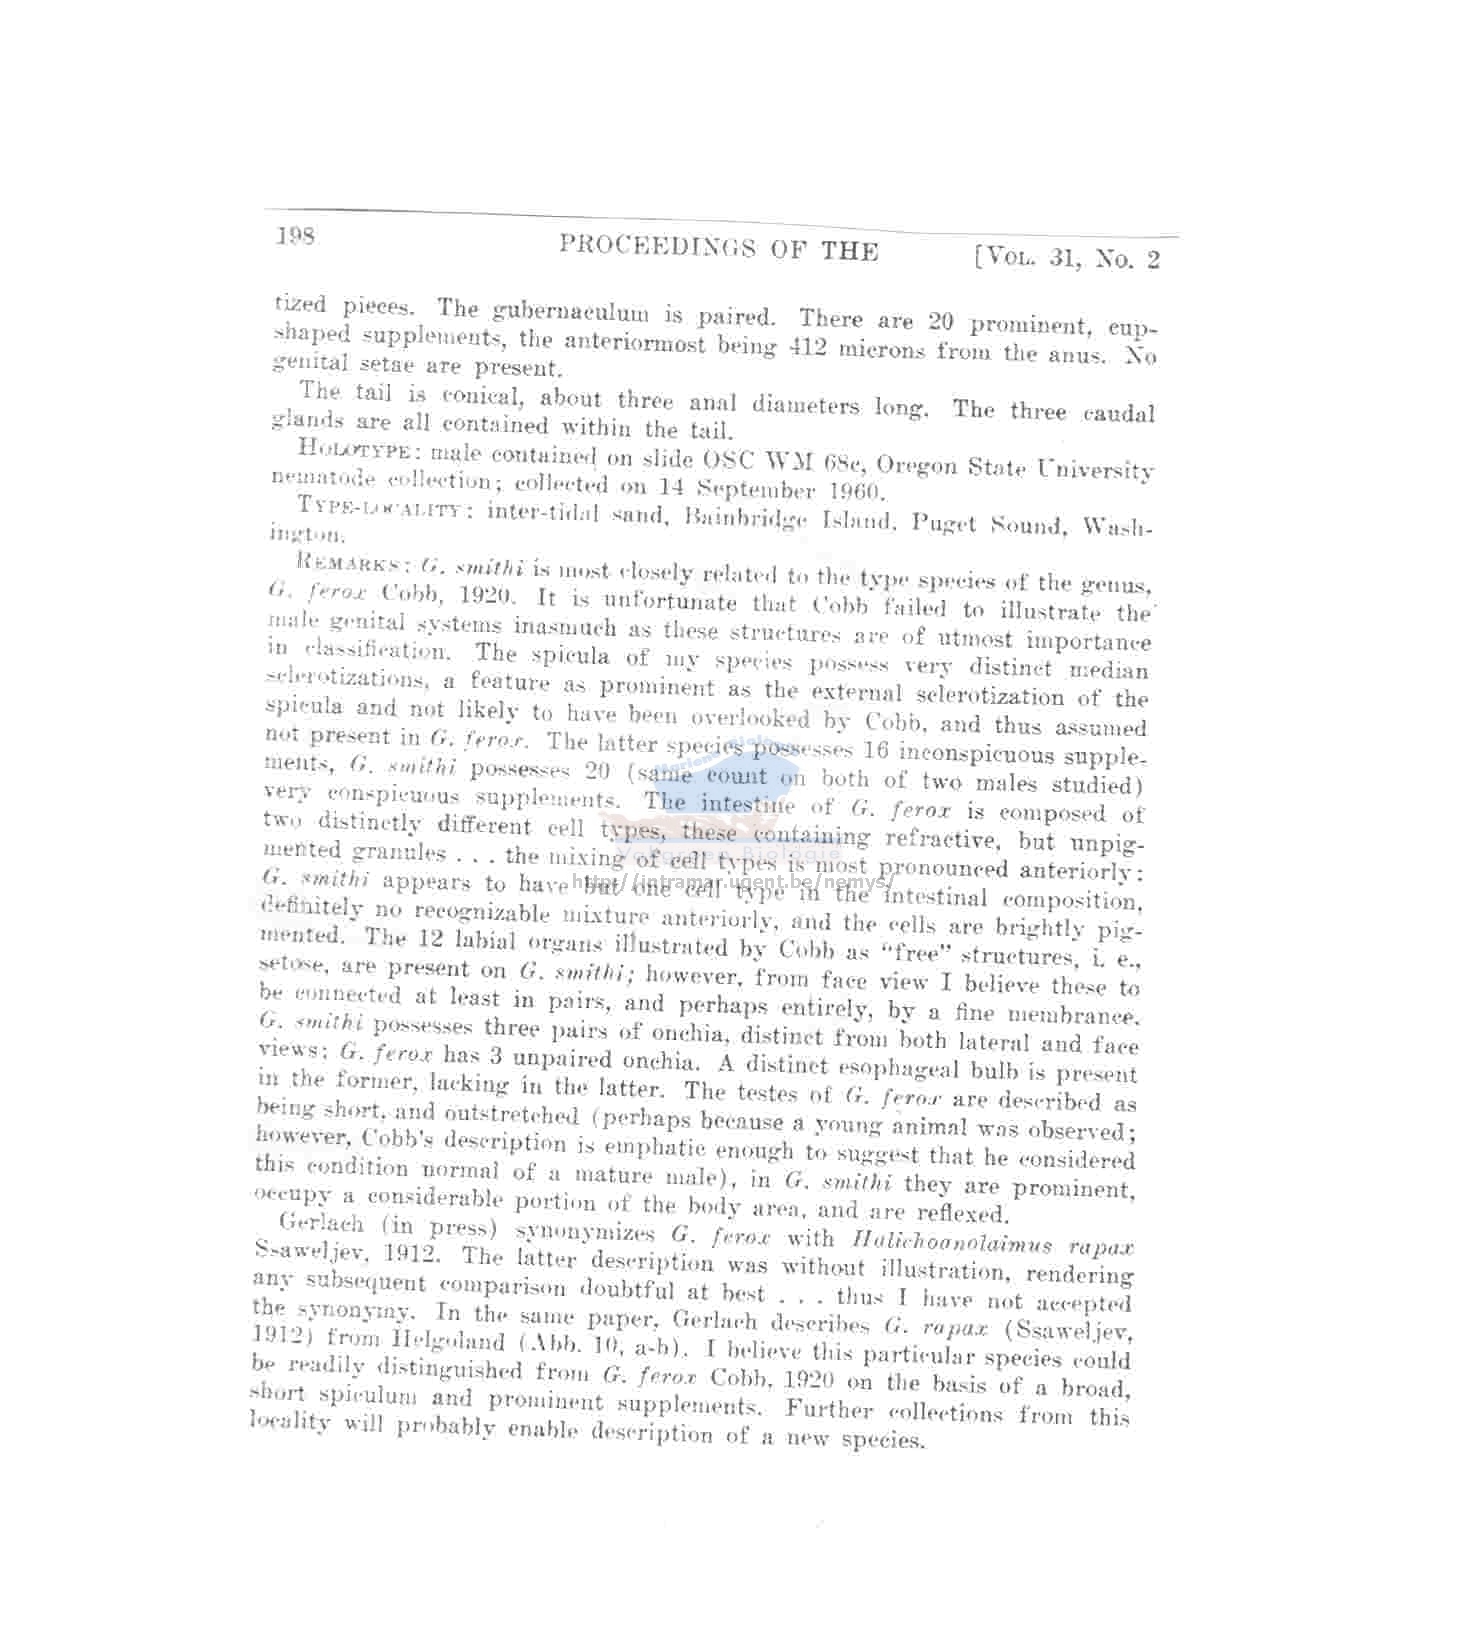 198
PROCEEDINGS OF THE
[VOL. 31, No. 2
tized pieces. The gubernaculum is paired. There are 20 prominent, cup-
shaped supplements, the anteriormost being 412 microns from the anus. No
genital setae are present.
The tail is conical, about three anal diameters long. The three caudal
glands are all contained within the tail.
HOLOTYPE: male contained on slide OSC WM 68c, Oregon State University
nematode collection; collected on 14 September 1960.
TYPE-LOCALITY: inter-tidal sand, Bainbridge Island, Puget Sound, Wash-
ington.
REMARKS: G. smithi is most closely related to the type species of the genus,
G. ferox Cobb, 1920. It is unfortunate that Cobb failed to illustrate the
male genital systems inasmuch as these structures are of utmost importance
in classification. The spicula of my species possess very distinct median
sclerotizations, a feature as prominent as the external sclerotization of the
spicula and not likely to have been overlooked by Cobb, and thus assumed
not present in G. ferox. The latter species possesses 16 inconspicuous supple-
ments, G. smithi possesses 20 (same count on both of two males studied)
very conspicuous supplements. The intestine of G. ferox is composed of
two distinctly different cell types, these containing refractive, but unpig-
mented granules . . . the mixing of cell types is most pronounced anteriorly;
G. smithi appears to have but one cell type in the intestinal composition,
definitely no recognizable mixture anteriorly, and the cells are brightly pig-
mented. The 12 labial organs illustrated by Cobb as “free” structures, i. e.,
setose, are present on G. smithi; however, from face view I believe these to
be connected at least in pairs, and perhaps entirely, by a fine membrance.
G. smithi possesses three pairs of onchia, distinct from both lateral and face
views; G. ferox has 3 unpaired onchia. A distinct esophageal bulb is present
in the former, lacking in the latter. The testes of G. ferox are described as
being short, and outstretched (perhaps because a young animal was observed;
however, Cobb's description is emphatic enough to suggest that he considered
this condition normal of a mature male), in G. smithi they are prominent,
occupy a considerable portion of the body area, and are reflexed.
Gerlach (in press) synonymizes G. ferox with Halichoanolaimus rapax
Ssaweljev, 1912. The latter description was without illustration, rendering
any subsequent comparison doubtful at best . . . thus I have not accepted
the synonymy. In the same paper, Gerlach describes G. rapax (Ssaweljev,
1912) from Helgoland (Abb. 10, a-b). I believe this particular species could
be readily distinguished from G. ferox Cobb, 1920 on the basis of a broad,
short spiculum and prominent supplements. Further collections from this
locality will probably enable description of a new species.
Mariene Biologie
Vakgroep Biologie
http://intramar.ugent.be/nemys/